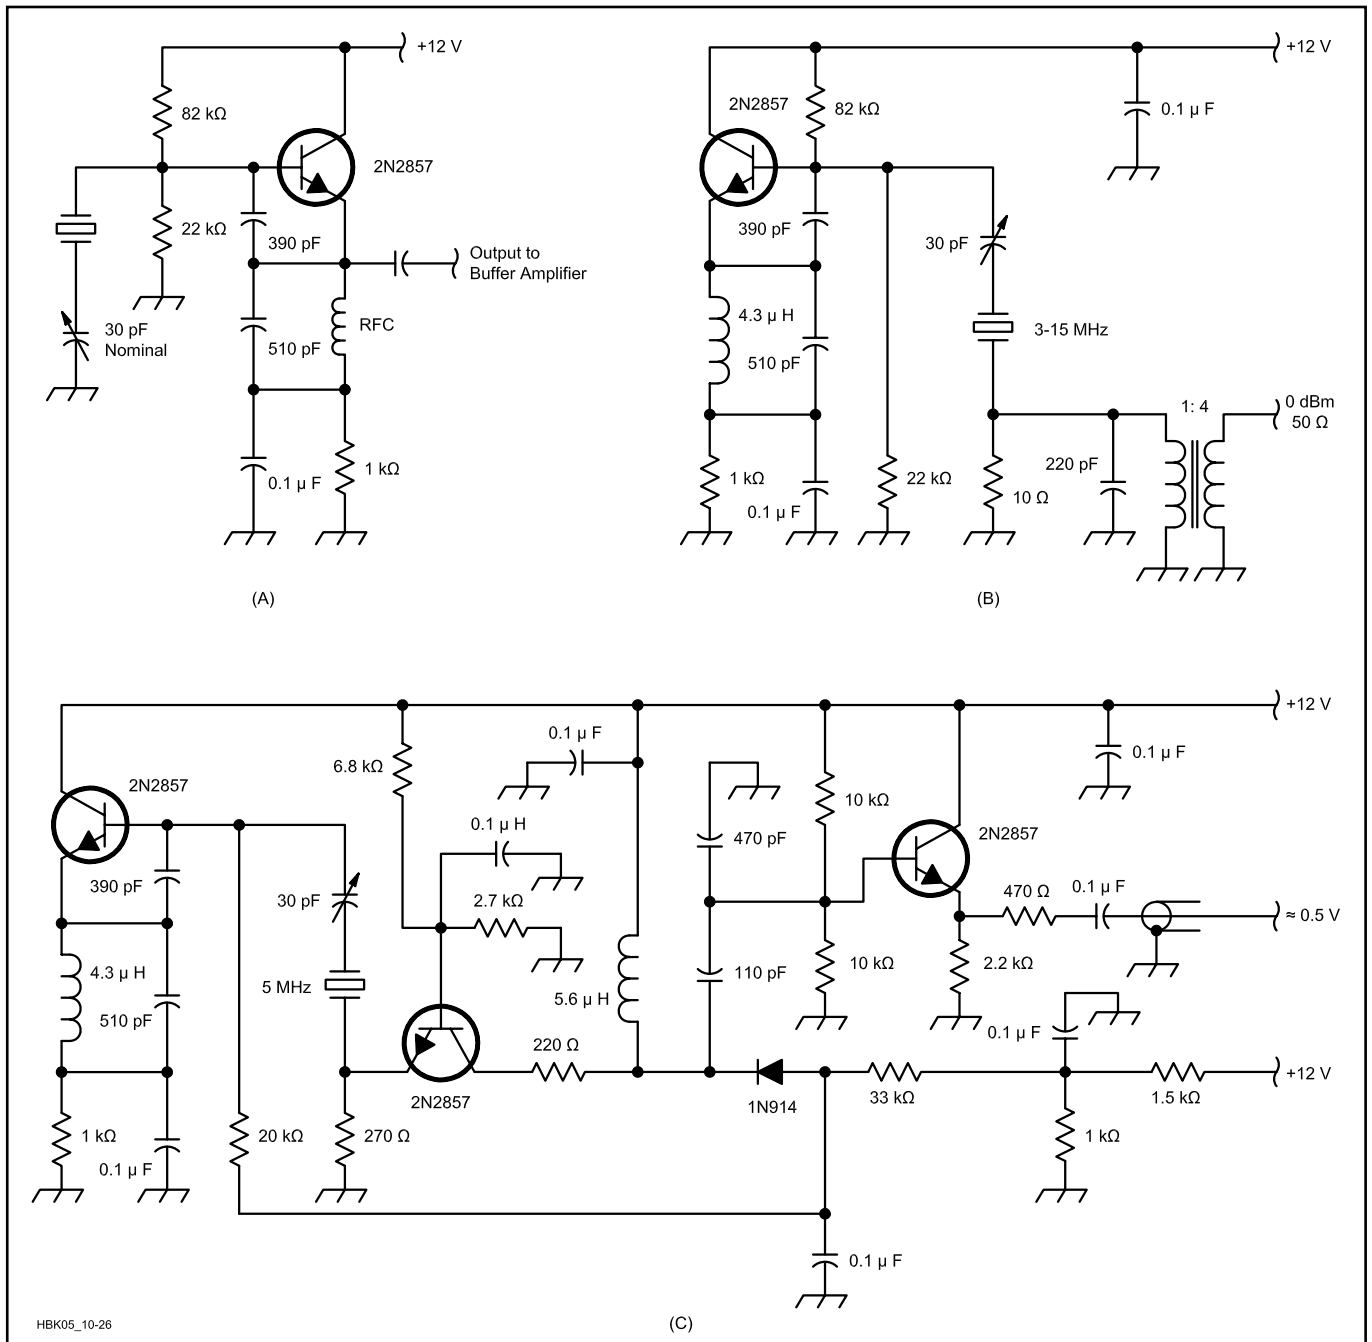 +12 V
82 kΩ
2N2857
22 kΩ
390 pF
Output to
Buffer Amplifier
30 pF
Nominal
RFC
510 pF
0.1 µ F
1 kΩ
(A)
+12 V
2N2857
82 kΩ
0.1 µ F
390 pF
30 pF
4.3 µ H
510 pF
3-15 MHz
1: 4
0 dBm
50 Ω
1 kΩ
0.1 µ F
22 kΩ
10 Ω
220 pF
(B)
+12 V
0.1 µ F
6.8 kΩ
0.1 µ F
2N2857
10 kΩ
0.1 µ H
470 pF
2N2857
390 pF
30 pF
2.7 kΩ
470 Ω
0.1 µ F
≈ 0.5 V
4.3 µ H
5 MHz
5.6 µ H
110 pF
10 kΩ
2.2 kΩ
510 pF
220 Ω
0.1 µ F
+12 V
2N2857
1N914
33 kΩ
1.5 kΩ
1 kΩ
0.1 µ F
20 kΩ
270 Ω
1 kΩ
0.1 µ F
HBK05_10-26
(C)